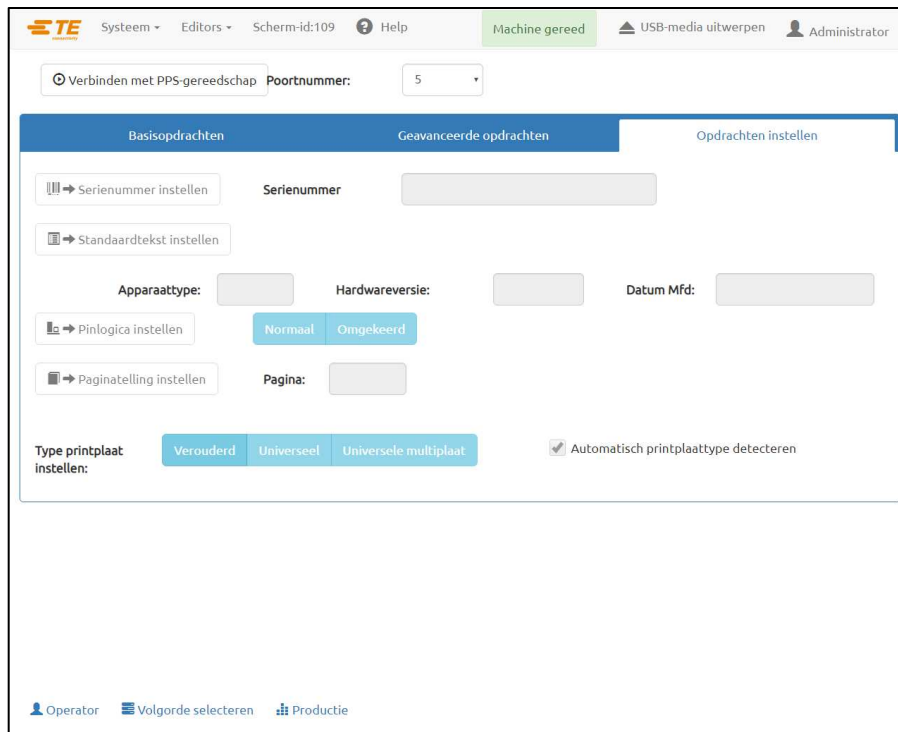 TE Systeem Editors Scherm-id:109 Help Machine gereed USB-media uitwerpen Administrator
Verbinden met PPS-gereedschap Poortnummer: 5
Basisopdrachten Geavanceerde opdrachten Opdrachten instellen
Serienummer instellen Serienummer
Standaardtekst instellen
Apparaattype: Hardwareversie: Datum Mfd:
Pinlogica instellen Normaal Omgekeerd
Paginatelling instellen Pagina:
Type printplaat instellen: Verouderd Universeel Universele multiplaat Automatisch printplaattype detecteren
Operator Volgorde selecteren Productie